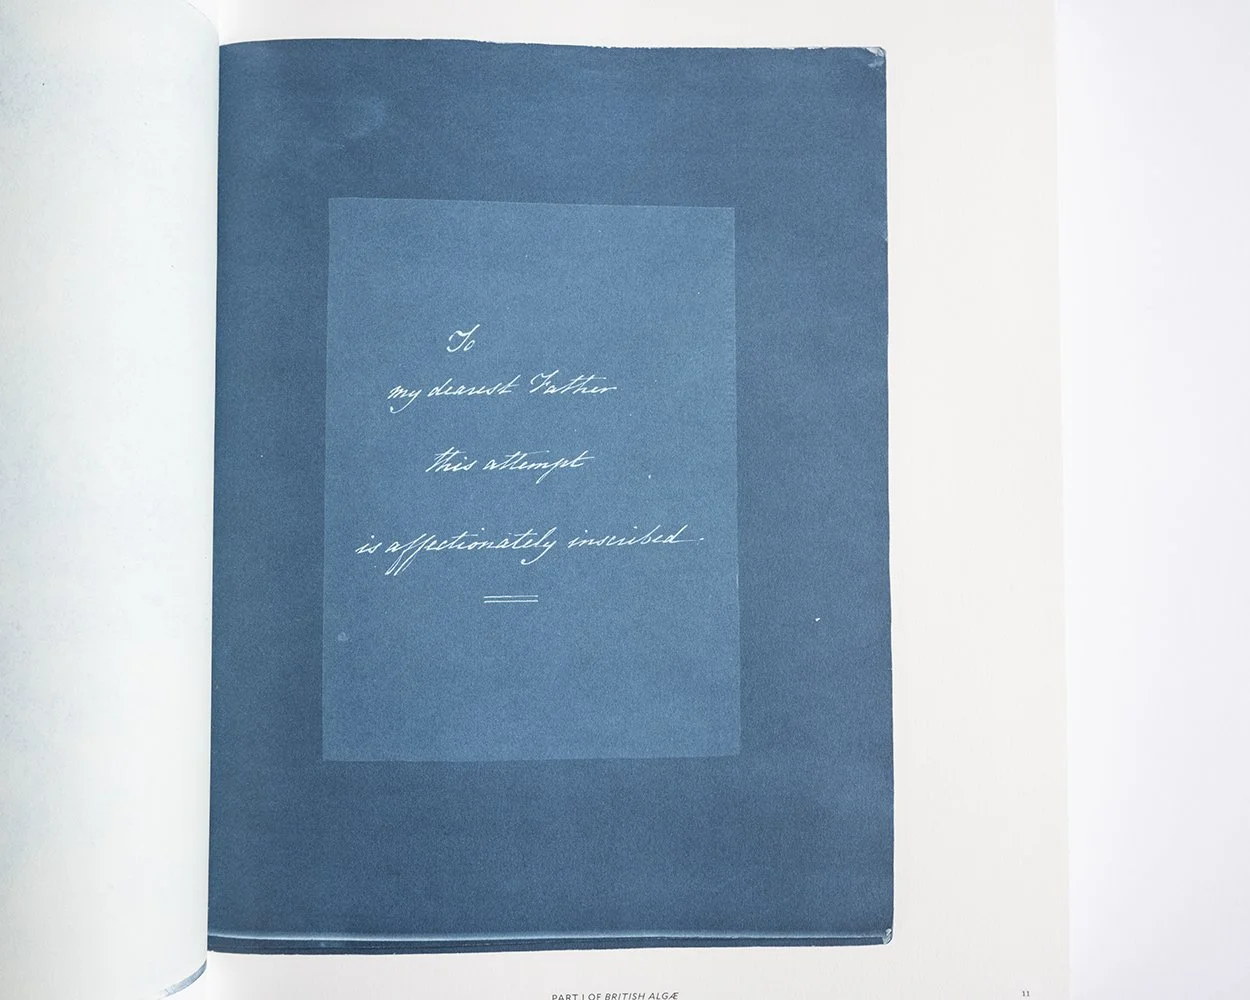 To
my dearest Father
this attempt
is affectionately inscribed.
PART I OF BRITISH ALGÆ
11